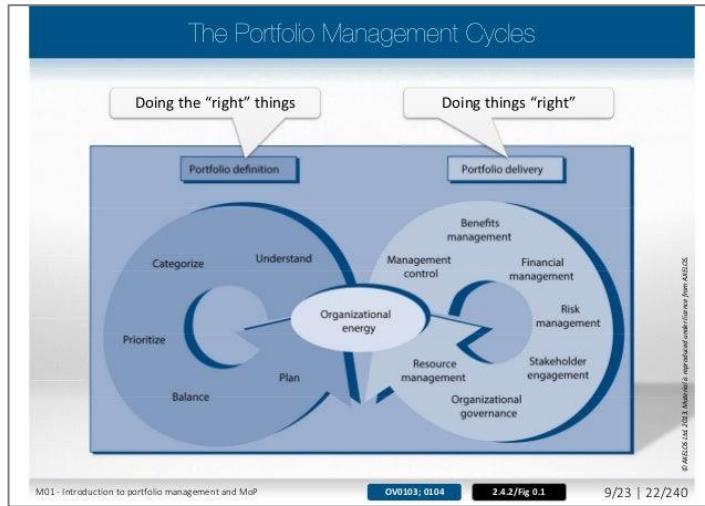 The Portfolio Management Cycles
Doing the “right” things
Doing things “right”
Portfolio definition
Portfolio delivery
Understand
Categorize
Prioritize
Balance
Plan
Organizational
energy
Benefits
management
Management
control
Financial
management
Risk
management
Stakeholder
engagement
Resource
management
Organizational
governance
© AXELOS Ltd 2013. Material is reproduced under licence from AXELOS
M01 - Introduction to portfolio management and MoP
OV0103; 0104
2.4.2/Fig 0.1
9/23 | 22/240